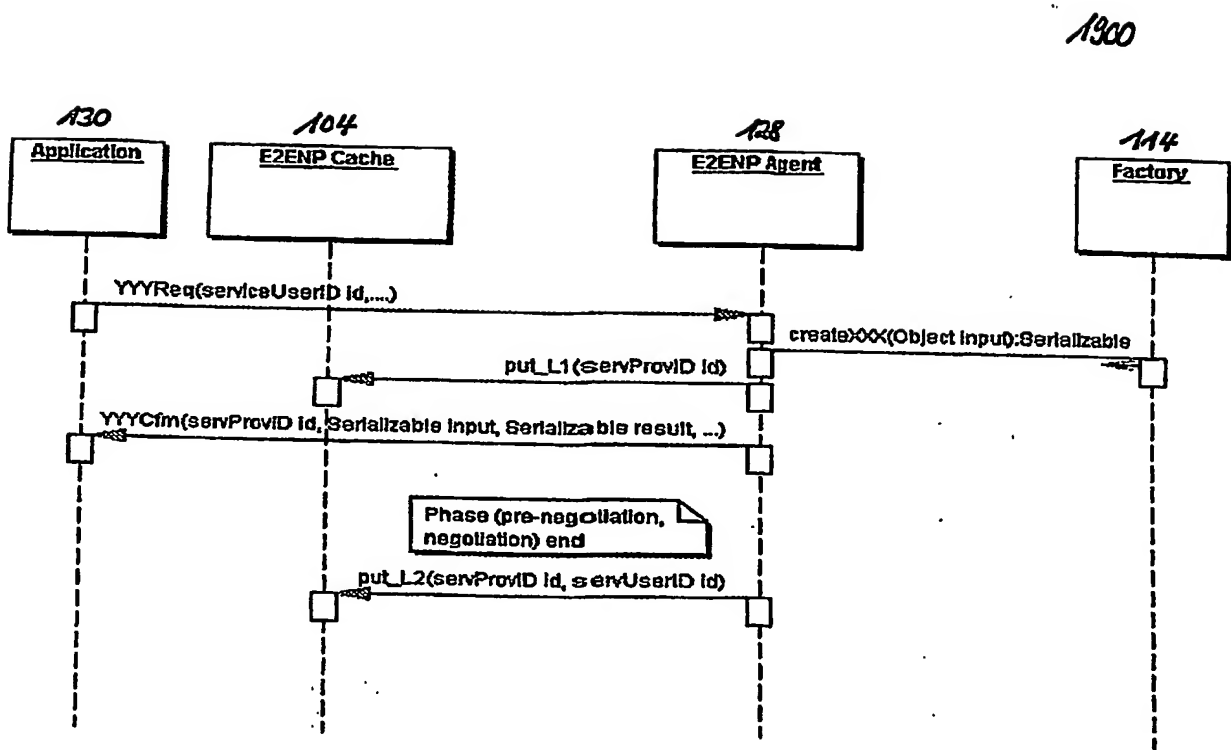 1900
130
104
128
114
Application
E2ENP Cache
E2ENP Agent
Factory
YYYReq(serviceUserID id,....)
createXXX(Object input):Serializable
put_L1(servProvID id)
YYYCfm(servProvID id, Serializable input, Serializable result, ...)
Phase (pre-negotiation,
negotiation) end
put_L2(servProvID id, servUserID id)